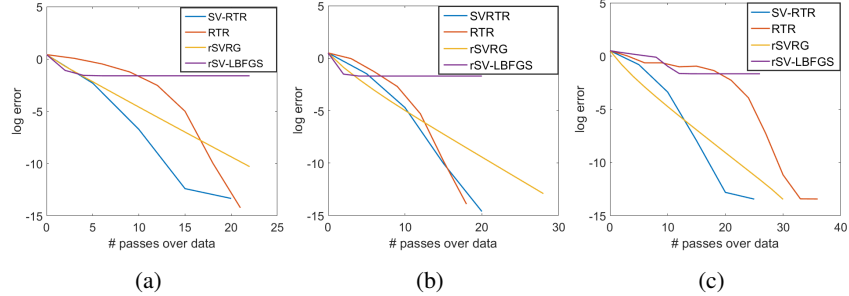 SV-RTR
RTR
rSVRG
rSV-LBFGS
log error
5
0
-5
-10
-15
0 5 10 15 20 25
# passes over data
(a)
SVRTR
RTR
rSVRG
rSV-LBFGS
log error
5
0
-5
-10
-15
0 10 20 30
# passes over data
(b)
SV-RTR
RTR
rSVRG
rSV-LBFGS
log error
5
0
-5
-10
-15
0 10 20 30 40
# passes over data
(c)